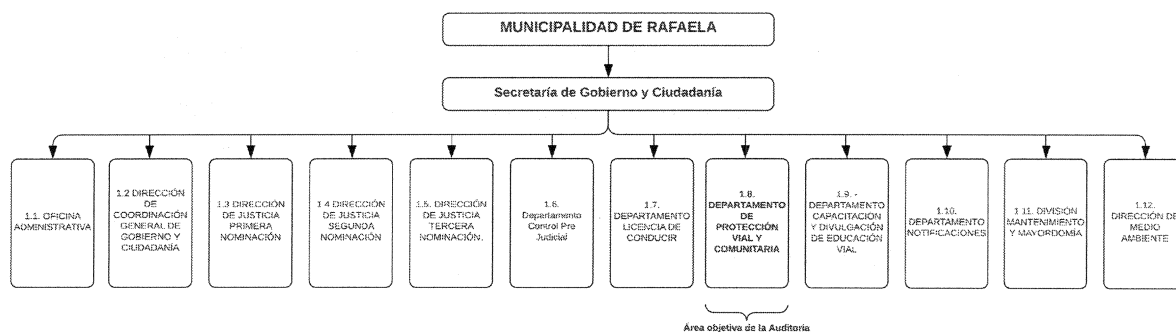 MUNICIPALIDAD DE RAFAELA
Secretaría de Gobierno y Ciudadanía
1.1. OFICINA
ADMINISTRATIVA
1.2 DIRECCIÓN
DE
COORDINACIÓN
GENERAL DE
GOBIERNO Y
CIUDADANÍA
1.3 DIRECCIÓN
DE JUSTICIA
PRIMERA
NOMINACIÓN
1.4 DIRECCIÓN
DE JUSTICIA
SEGUNDA
NOMINACIÓN
1.5. DIRECCIÓN
DE JUSTICIA
TERCERA
NOMINACIÓN.
1.6.
Departamento
Control Pre
Judicial
1.7.
DEPARTAMENTO
LICENCIA DE
CONDUCIR
1.8.
DEPARTAMENTO
DE
PROTECCIÓN
VIAL Y
COMUNITARIA
1.9. -
DEPARTAMENTO
CAPACITACION
Y DIVULGACIÓN
DE EDUCACIÓN
VIAL
1.10.
DEPARTAMENTO
NOTIFICACIONES
1.11. DIVISIÓN
MANTENIMIENTO
Y MAYORDOMÍA
1.12.
DIRECCIÓN DE
MEDIO
AMBIENTE
Área objetiva de la Auditoría